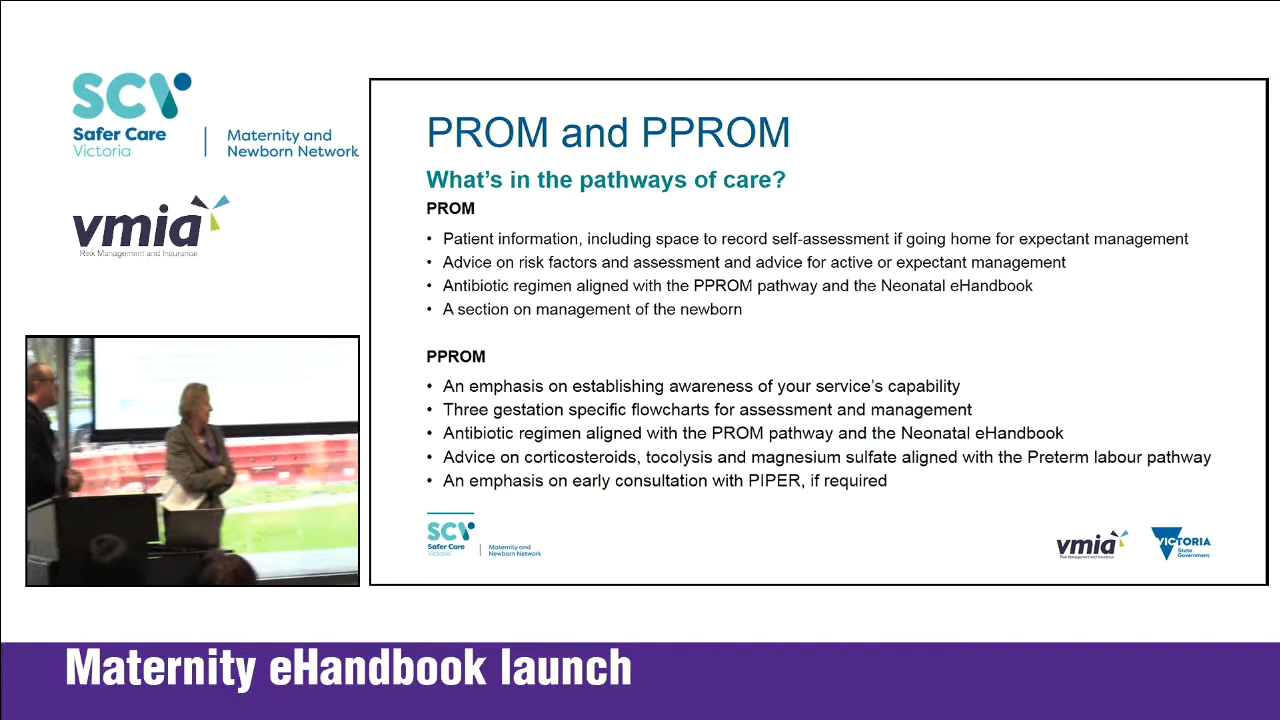 SCV
Safer Care
Victoria
Maternity and
Newborn Network
vmia
Risk Management and Insurance
PROM and PPROM
What's in the pathways of care?
PROM
• Patient information, including space to record self-assessment if going home for expectant management
• Advice on risk factors and assessment and advice for active or expectant management
• Antibiotic regimen aligned with the PPROM pathway and the Neonatal eHandbook
• A section on management of the newborn
PPROM
• An emphasis on establishing awareness of your service's capability
• Three gestation specific flowcharts for assessment and management
• Antibiotic regimen aligned with the PROM pathway and the Neonatal eHandbook
• Advice on corticosteroids, tocolysis and magnesium sulfate aligned with the Preterm labour pathway
• An emphasis on early consultation with PIPER, if required
SCV
Safer Care
Victoria
Maternity and
Newborn Network
vmia
Risk Management and Insurance
VICTORIA
State
Government
Maternity eHandbook launch